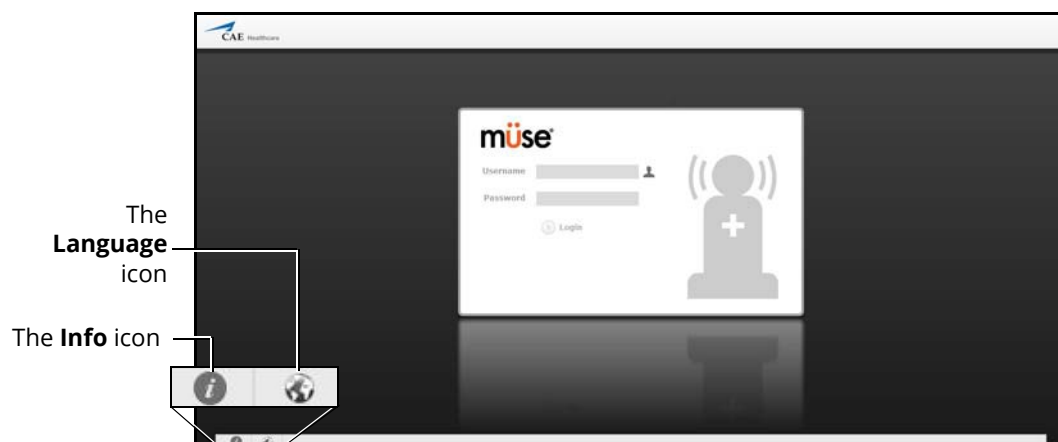 CAE Healthcare
müse
Username
Password
Login
The
Language
icon
The Info icon